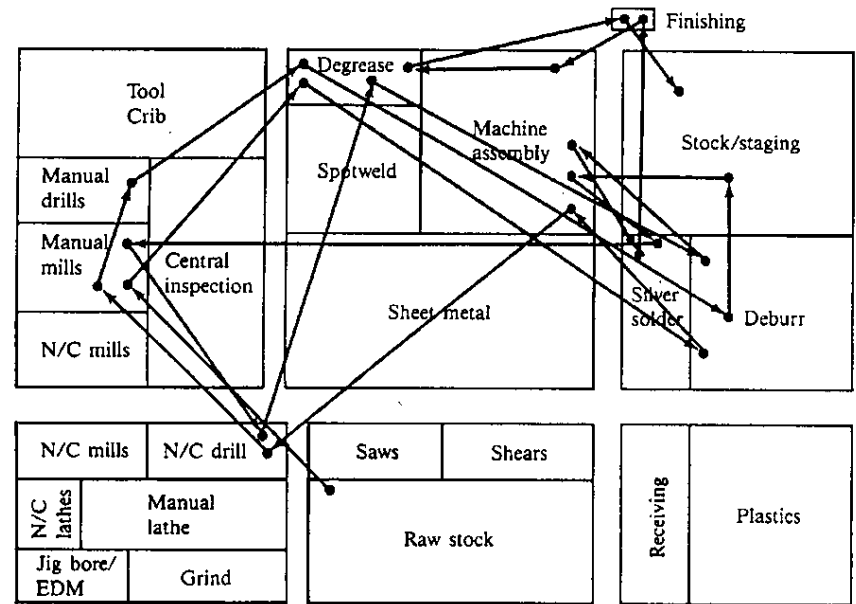 Finishing
Tool
Crib
Degrease
Machine
assembly
Stock/staging
Spotweld
Manual
drills
Manual
mills
Central
inspection
N/C mills
Sheet metal
Silver
solder
Deburr
N/C mills
N/C drill
Saws
Shears
N/C
lathes
Manual
lathe
Raw stock
Receiving
Plastics
Jig bore/
EDM
Grind